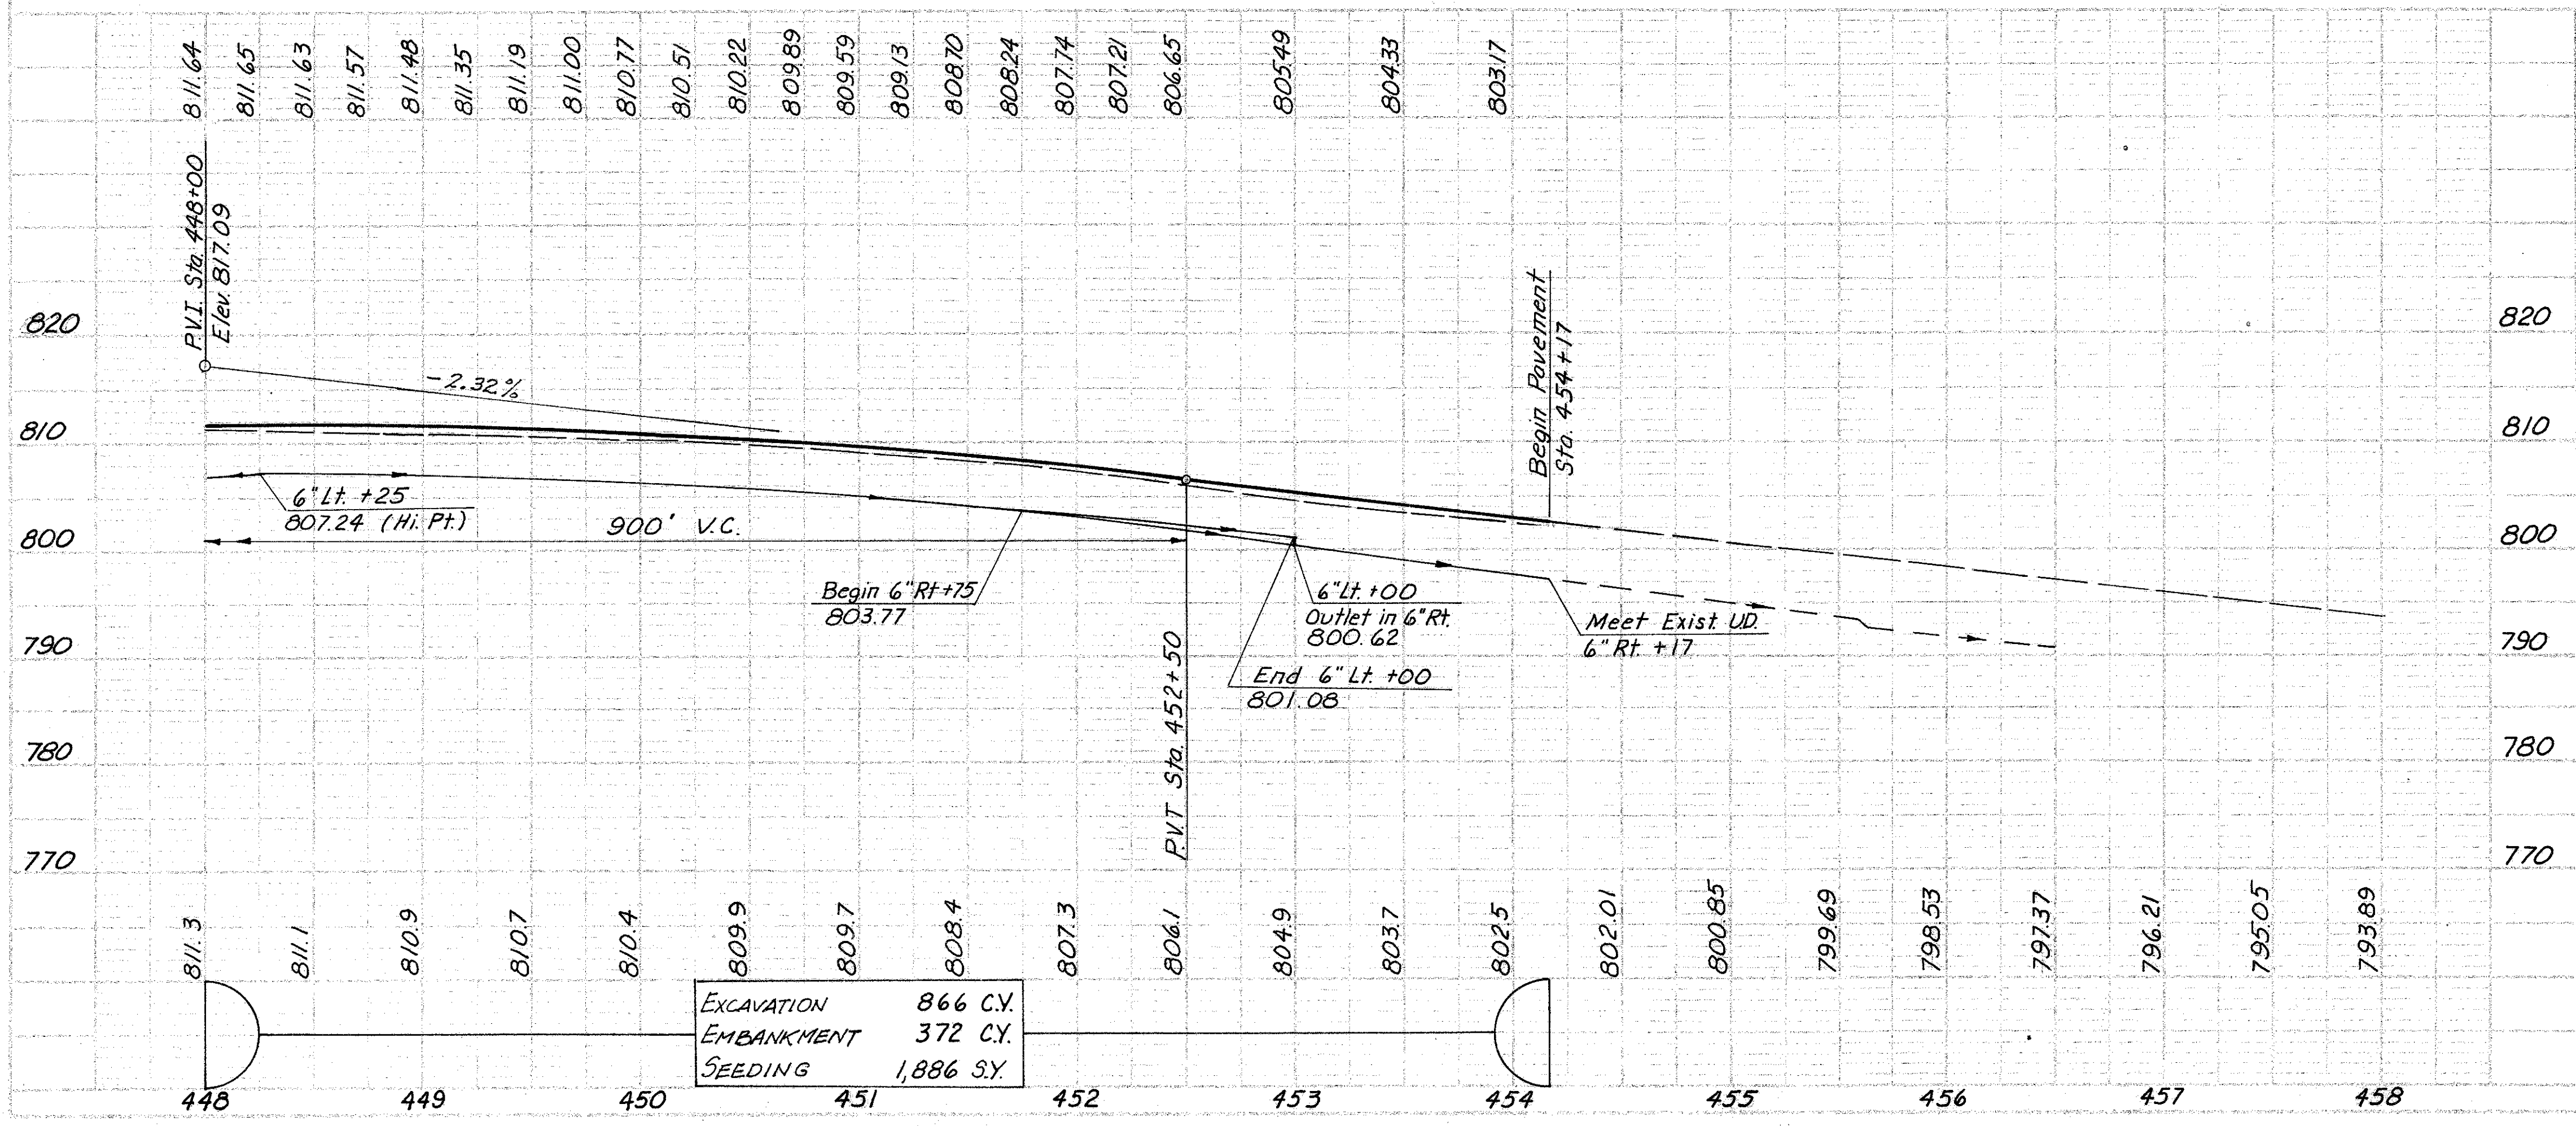 811.64 811.65 811.63 811.57 811.48 811.35 811.19 811.00 810.77 810.51 810.22 809.89 809.59 809.13 808.70 808.24 807.74 807.21 806.65 805.49 804.33 803.17
P.V.I. Sta. 448+00
Elev. 817.09
Begin Pavement
Sta. 454+17
820 820
-2.32%
810 810
6" Lt. +25
807.24 (Hi. Pt.)
900' V.C.
800 800
Begin 6" Rt +75
803.77
6" Lt. +00
Outlet in 6" Rt.
800.62
Meet Exist. U.D.
6" Rt. +17
End 6" Lt. +00
801.08
790 790
P.V.T. Sta. 452+50
780 780
770 770
811.3 811.1 810.9 810.7 810.4 809.9 809.7 808.4 807.3 806.1 804.9 803.7 802.5 802.01 800.85 799.69 798.53 797.37 796.21 795.05 793.89
EXCAVATION 866 C.Y.
EMBANKMENT 372 C.Y.
SEEDING 1,886 S.Y.
448 449 450 451 452 453 454 455 456 457 458